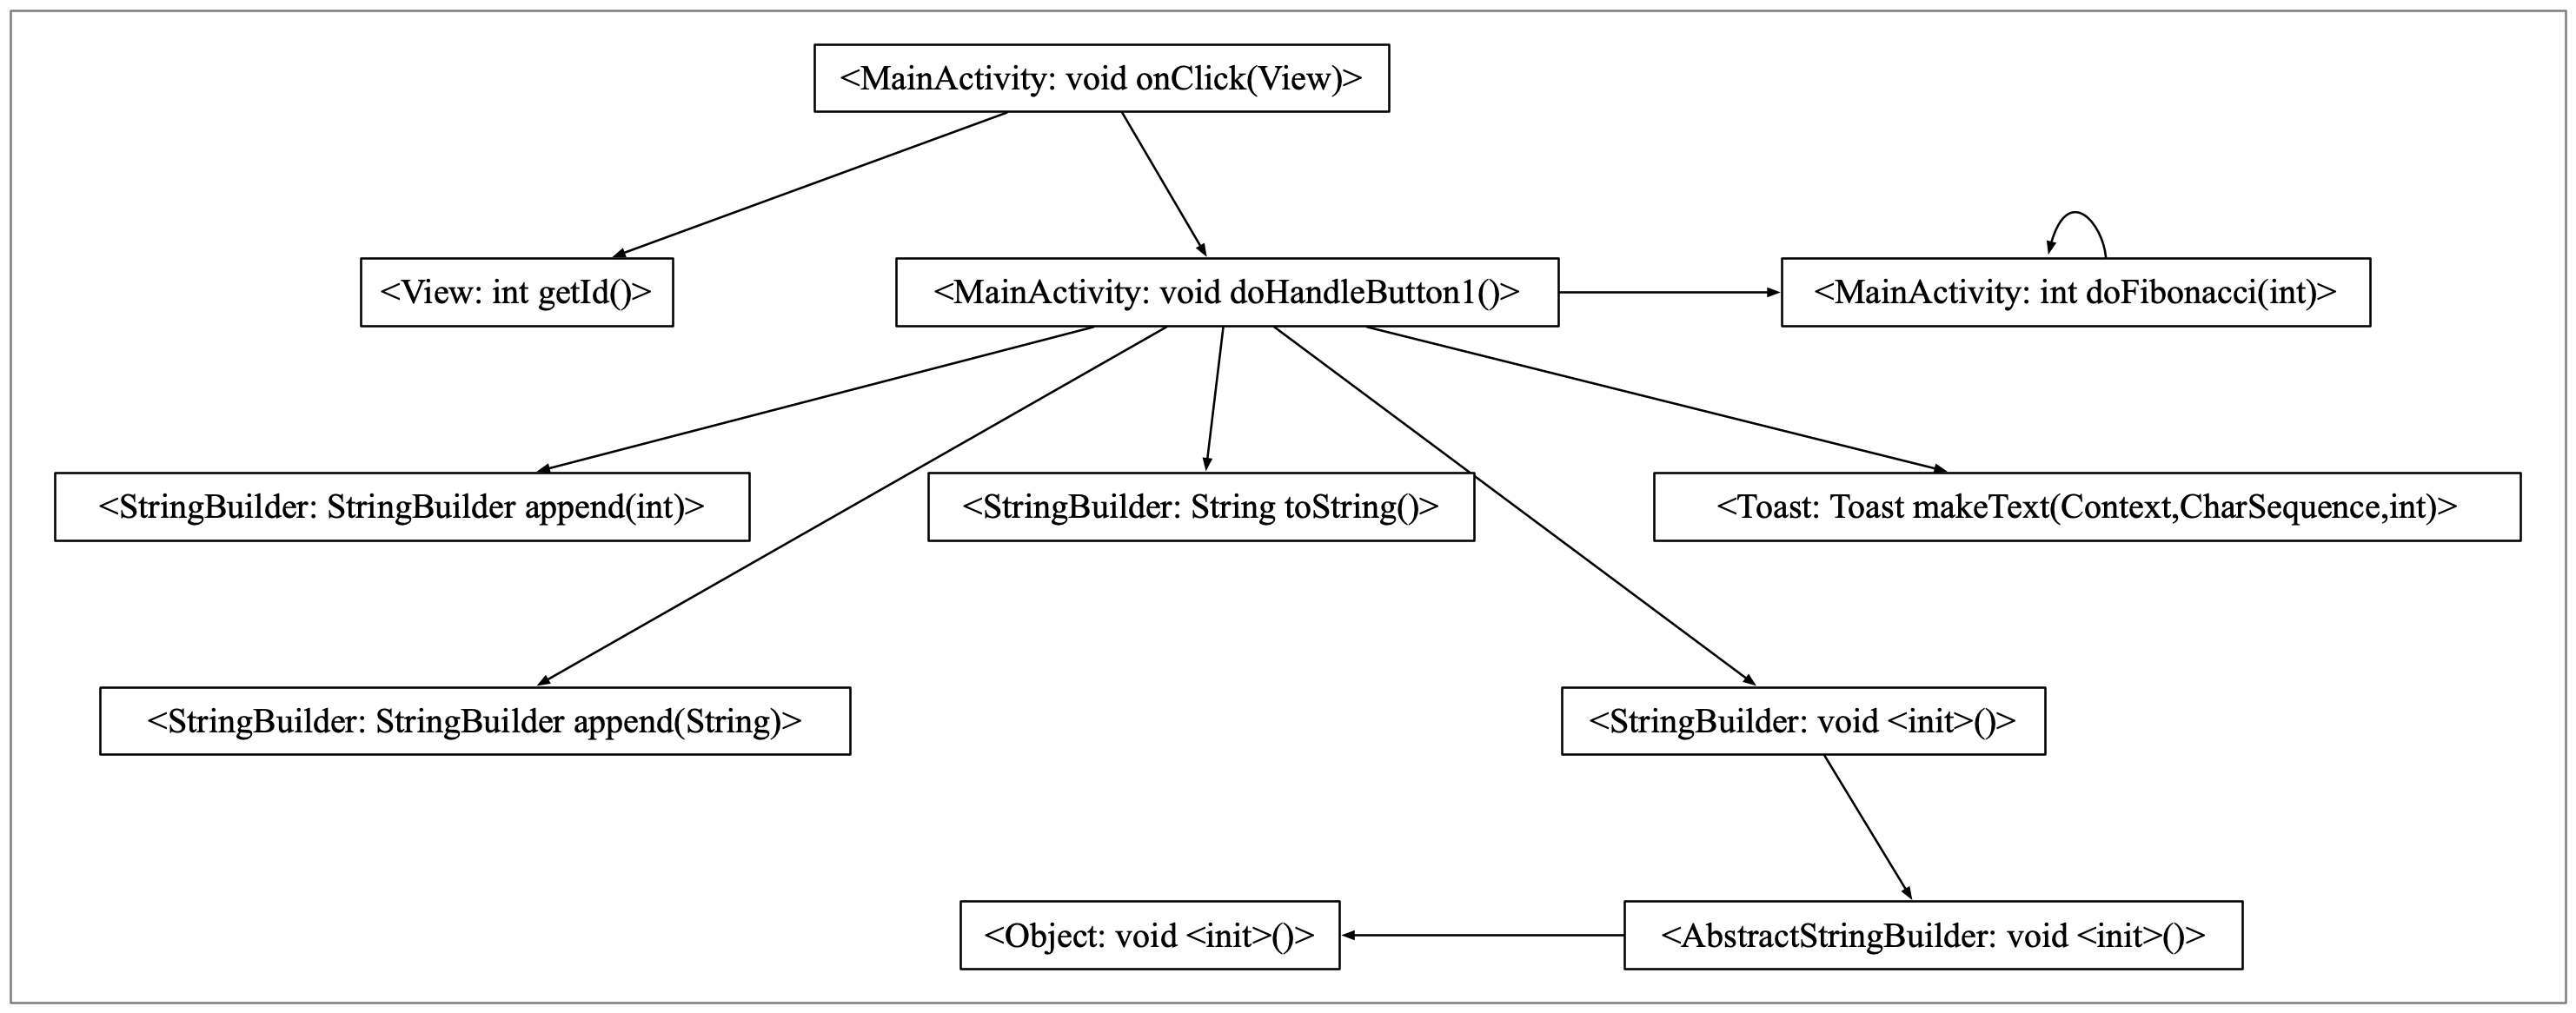 <MainActivity: void onClick(View)>
<View: int getId()>
<MainActivity: void doHandleButton1()>
<MainActivity: int doFibonacci(int)>
<StringBuilder: StringBuilder append(int)>
<StringBuilder: String toString()>
<Toast: Toast makeText(Context,CharSequence,int)>
<StringBuilder: StringBuilder append(String)>
<StringBuilder: void <init>()>
<Object: void <init>()>
<AbstractStringBuilder: void <init>()>